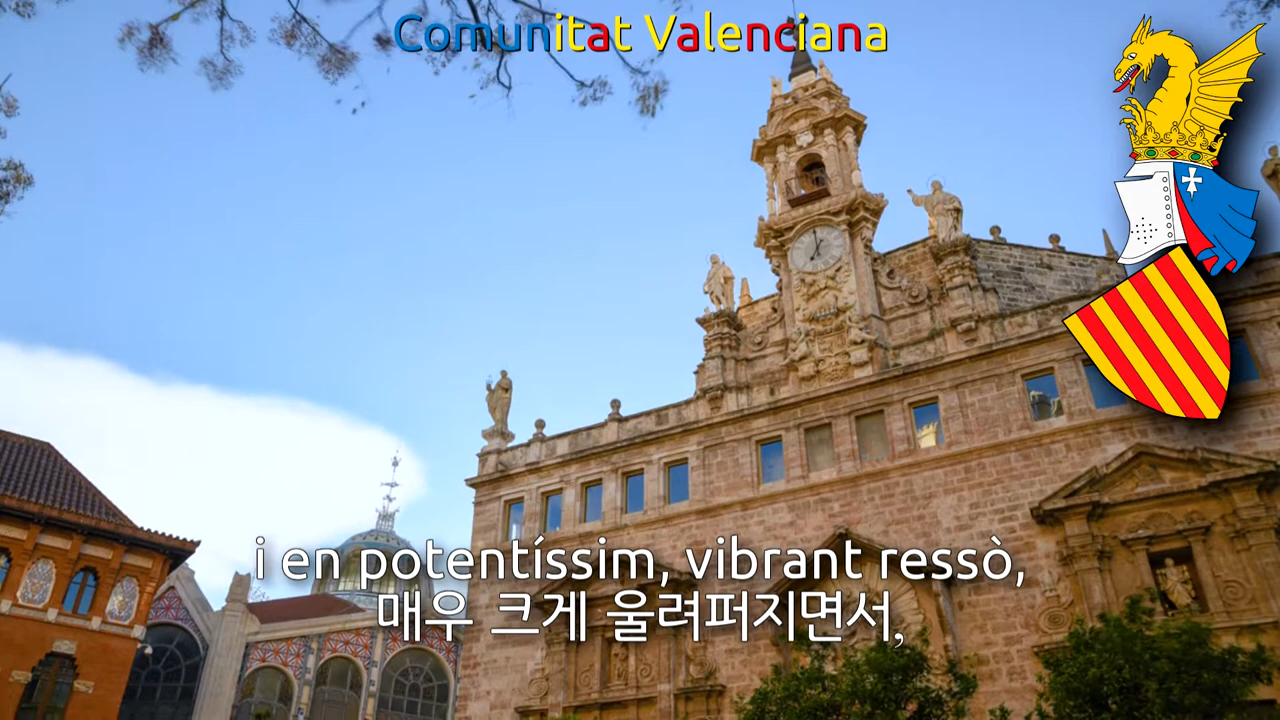 Comunitat Valenciana
i en potentíssim, vibrant ressò,
매우 크게 울려퍼지면서,